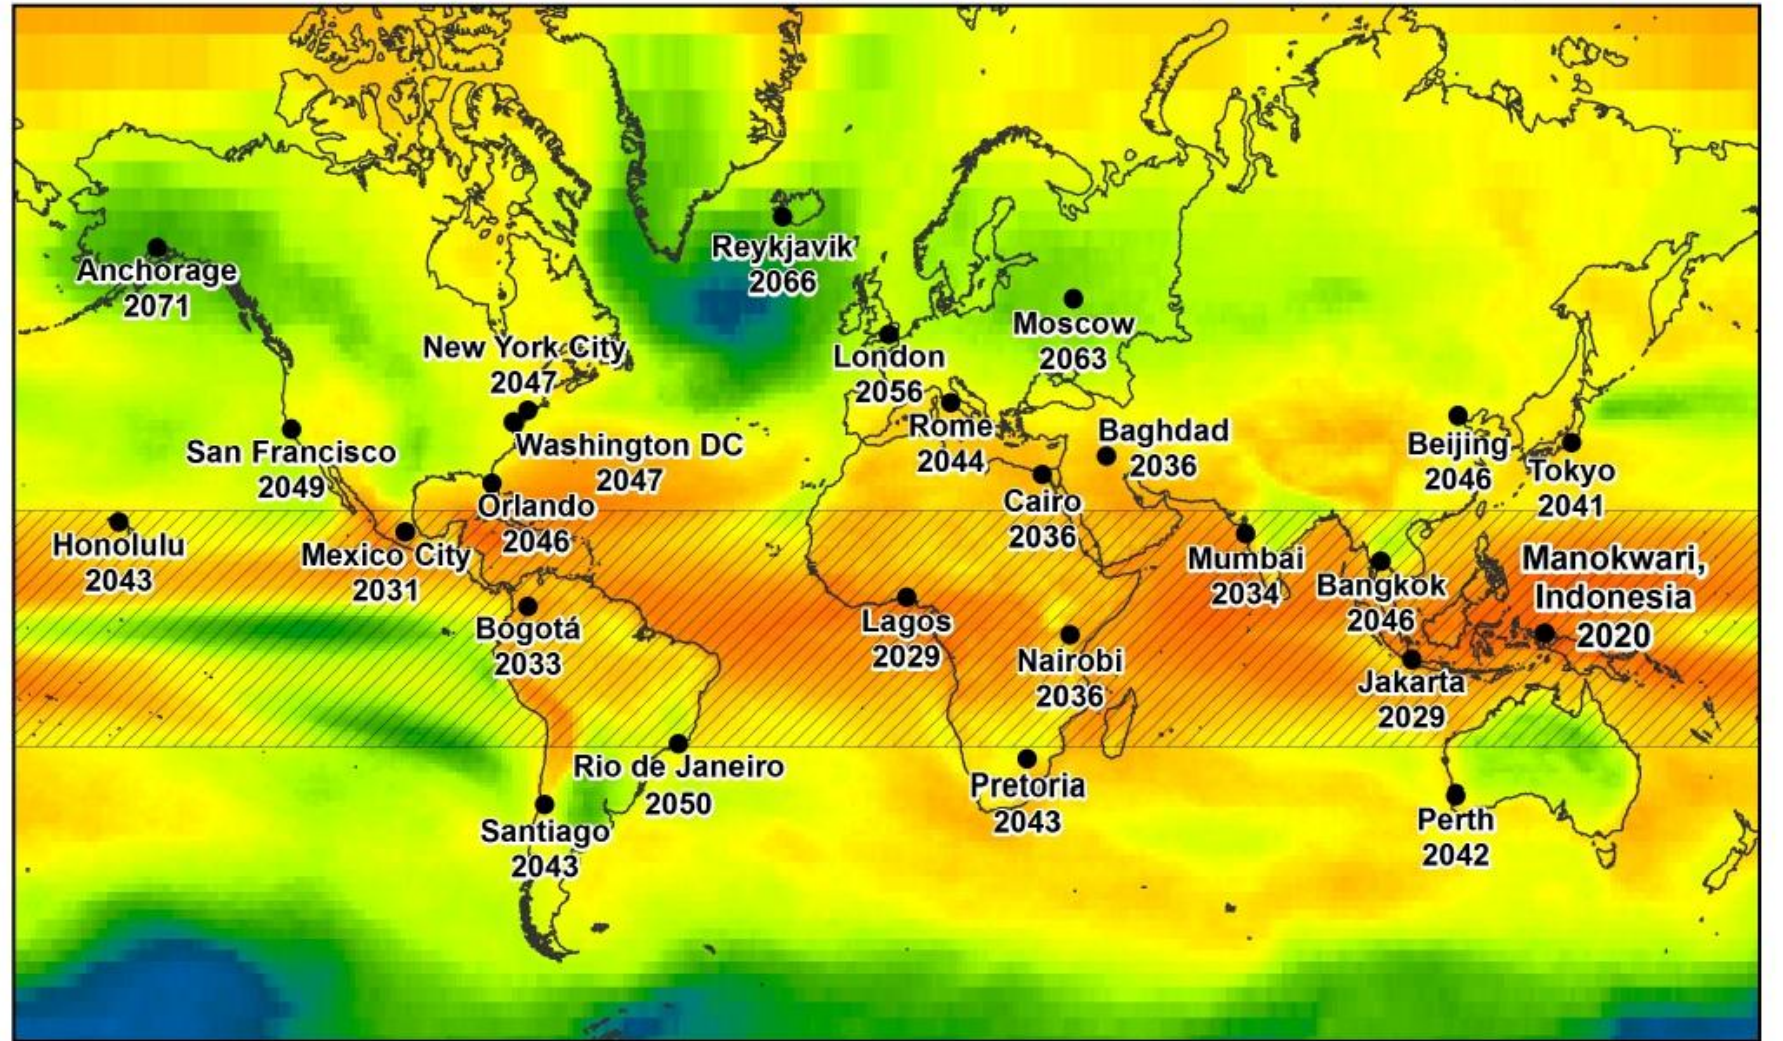 Reykjavik
2066
Anchorage
2071
Moscow
2063
New York City
2047
London
2056
Rome
2044
Baghdad
2036
Beijing
2046
Tokyo
2041
San Francisco
2049
Washington DC
2047
Orlando
2046
Cairo
2036
Honolulu
2043
Mexico City
2031
Mumbai
2034
Bangkok
2046
Manokwari,
Indonesia
2020
Bogotá
2033
Lagos
2029
Nairobi
2036
Jakarta
2029
Rio de Janeiro
2050
Pretoria
2043
Santiago
2043
Perth
2042